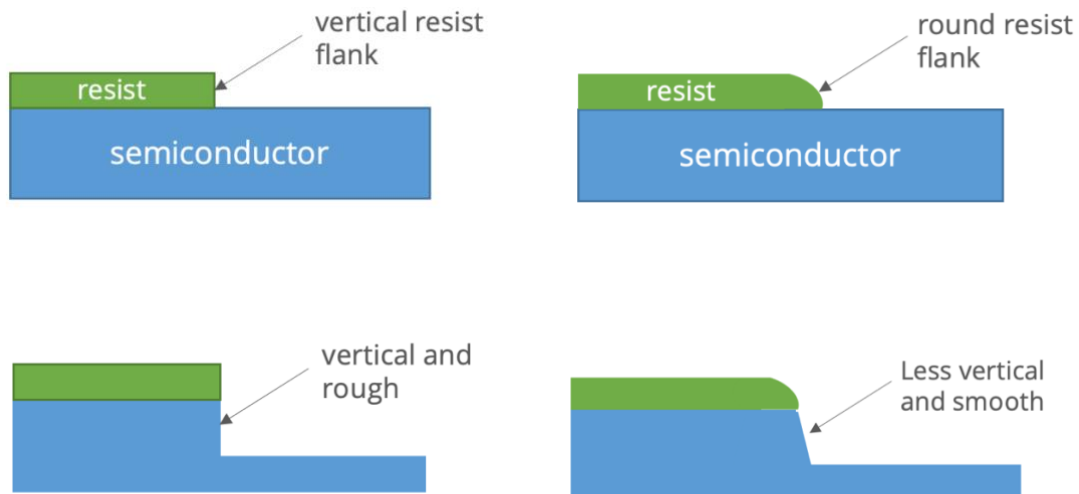 vertical resist
flank
resist
semiconductor
round resist
flank
resist
semiconductor
vertical and
rough
Less vertical
and smooth